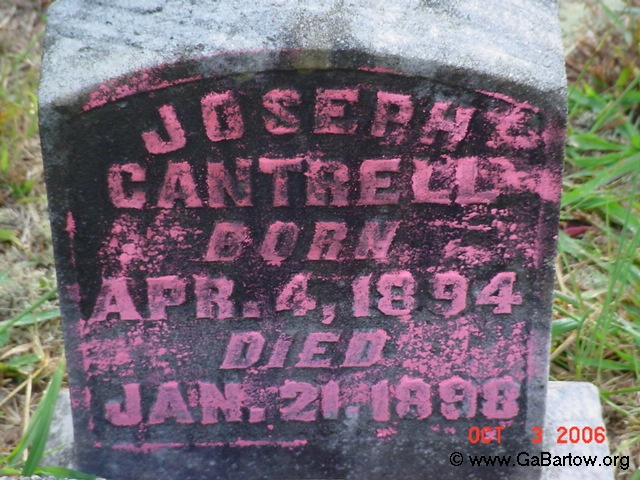 JOSEPH
CANTRELL
BORN
APR. 4, 1894
DIED
JAN. 21. 1898
OCT 3 2006
© www.GaBartow.org